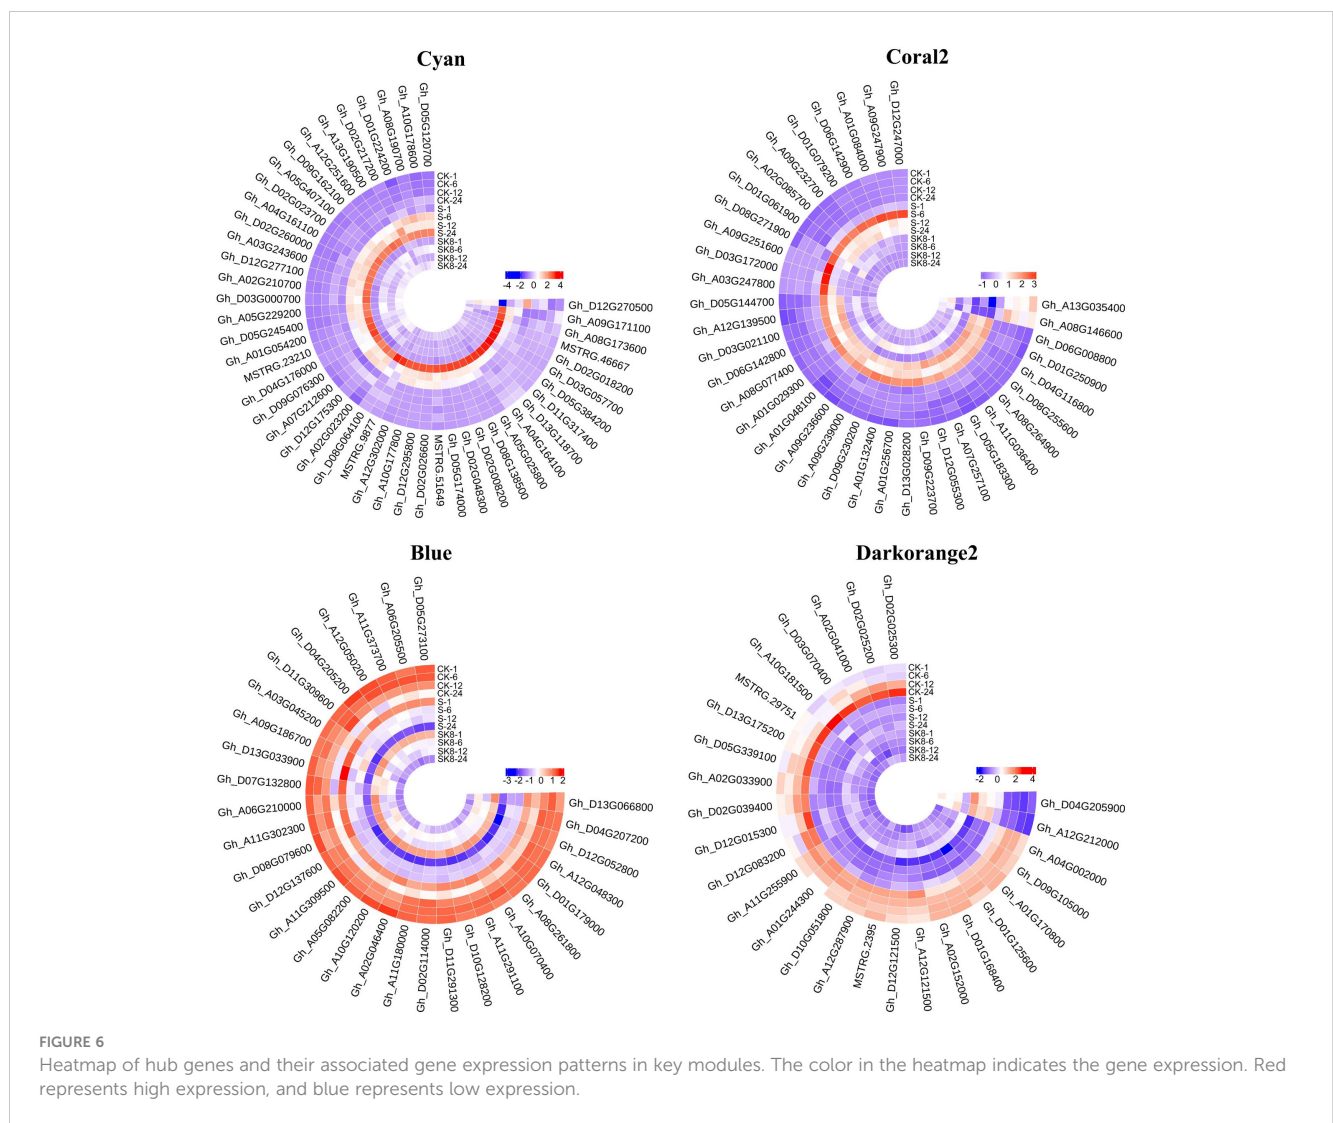 Cyan
Gh_D05G120700
Gh_A10G178600
Gh_A08G190700
Gh_D01G224200
Gh_D02G217200
Gh_A13G190500
Gh_A12G251600
Gh_D09G162100
Gh_A05G407100
Gh_D02G023700
Gh_A04G161100
Gh_D02G260000
Gh_A03G243600
Gh_D12G277100
Gh_A02G210700
Gh_D03G000700
Gh_A05G229200
Gh_D05G245400
Gh_A01G054200
MSTRG.23210
Gh_D04G176000
Gh_D09G076300
Gh_A07G212600
Gh_D12G175300
Gh_A02G023200
Gh_D08G064100
MSTRG.9877
Gh_A12G302000
Gh_A10G177800
Gh_D12G295800
Gh_D02G026600
MSTRG.51649
Gh_D05G174000
Gh_D02G048300
Gh_D02G008200
Gh_D08G138500
Gh_A05G025800
Gh_A04G164100
Gh_D13G118700
Gh_D11G317400
Gh_D05G384200
Gh_D03G057700
Gh_D02G018200
MSTRG.46667
Gh_A08G173600
Gh_A09G171100
Gh_D12G270500
CK-1
CK-6
CK-12
CK-24
S-1
S-6
S-12
S-24
SK8-1
SK8-6
SK8-12
SK8-24
-4 -2 0 2 4
Coral2
Gh_D12G247000
Gh_A09G247900
Gh_A01G084000
Gh_D06G142900
Gh_D01G079200
Gh_A09G232700
Gh_A02G085700
Gh_D01G061900
Gh_D08G271900
Gh_A09G251600
Gh_D03G172000
Gh_A03G247800
Gh_D05G144700
Gh_A12G139500
Gh_D03G021100
Gh_D06G142800
Gh_A08G077400
Gh_A01G029300
Gh_A01G048100
Gh_A09G236600
Gh_A09G239000
Gh_D09G230200
Gh_A01G132400
Gh_A01G256700
Gh_D13G028200
Gh_D09G223700
Gh_D12G055300
Gh_A07G257100
Gh_D05G183300
Gh_A11G036400
Gh_A08G264900
Gh_D08G255600
Gh_D04G116800
Gh_D01G250900
Gh_D06G008800
Gh_A08G146600
Gh_A13G035400
CK-1
CK-6
CK-12
CK-24
S-1
S-6
S-12
S-24
SK8-1
SK8-6
SK8-12
SK8-24
-1 0 1 2 3
Blue
Gh_D05G273100
Gh_A06G205500
Gh_A11G373700
Gh_A12G050200
Gh_D04G205200
Gh_D11G309600
Gh_A03G045200
Gh_A09G186700
Gh_D13G033900
Gh_D07G132800
Gh_A06G210000
Gh_A11G302300
Gh_D08G079600
Gh_D12G137600
Gh_A11G309500
Gh_A05G082200
Gh_A10G120200
Gh_A02G046400
Gh_A11G180000
Gh_D02G114000
Gh_D11G291300
Gh_D10G128200
Gh_A11G291100
Gh_A10G070400
Gh_A08G261800
Gh_D01G179000
Gh_A12G048300
Gh_D12G052800
Gh_D04G207200
Gh_D13G066800
CK-1
CK-6
CK-12
CK-24
S-1
S-6
S-12
S-24
SK8-1
SK8-6
SK8-12
SK8-24
-3 -2 -1 0 1 2
Darkorange2
Gh_D02G025300
Gh_D02G025200
Gh_A02G041000
Gh_D03G070400
Gh_A10G181500
MSTRG.29751
Gh_D13G175200
Gh_D05G339100
Gh_A02G033900
Gh_D02G039400
Gh_D12G015300
Gh_D12G083200
Gh_A11G255900
Gh_A01G244300
Gh_D10G051800
Gh_A12G287900
MSTRG.2395
Gh_D12G121500
Gh_A12G121500
Gh_A02G152000
Gh_D01G168400
Gh_D01G125600
Gh_A01G170800
Gh_D09G105000
Gh_A04G002000
Gh_A12G212000
Gh_D04G205900
CK-1
CK-6
CK-12
CK-24
S-1
S-6
S-12
S-24
SK8-1
SK8-6
SK8-12
SK8-24
-2 0 2 4
FIGURE 6
Heatmap of hub genes and their associated gene expression patterns in key modules. The color in the heatmap indicates the gene expression. Red
represents high expression, and blue represents low expression.